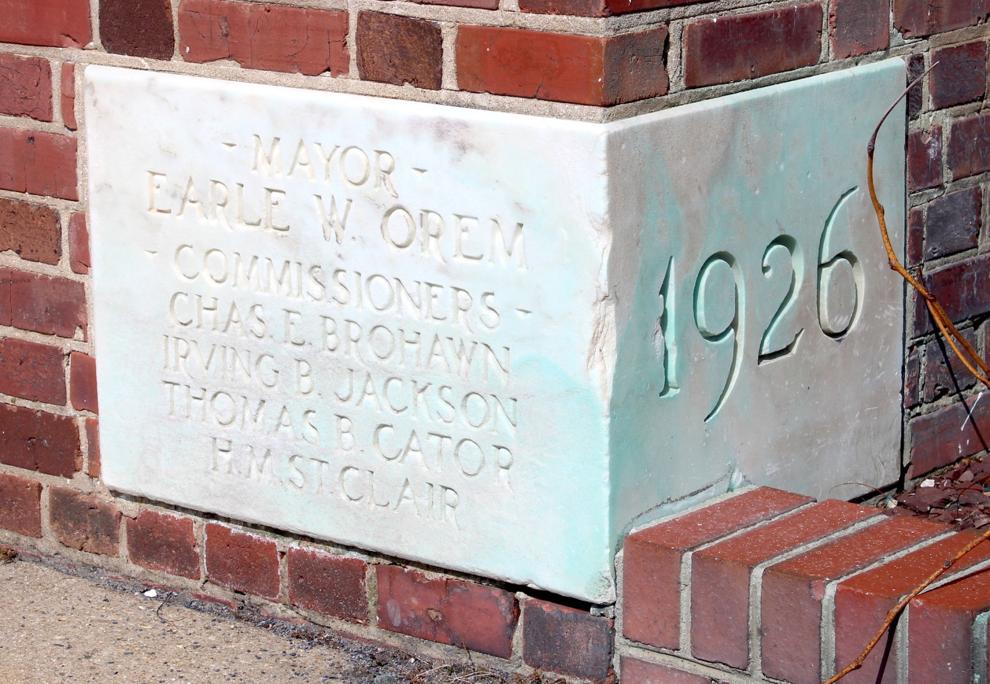 - MAYOR -
EARLE W. OREM
- COMMISSIONERS -
CHAS. E. BROHAWN
IRVING B. JACKSON
THOMAS B. CATOR
H.M. ST. CLAIR
1926